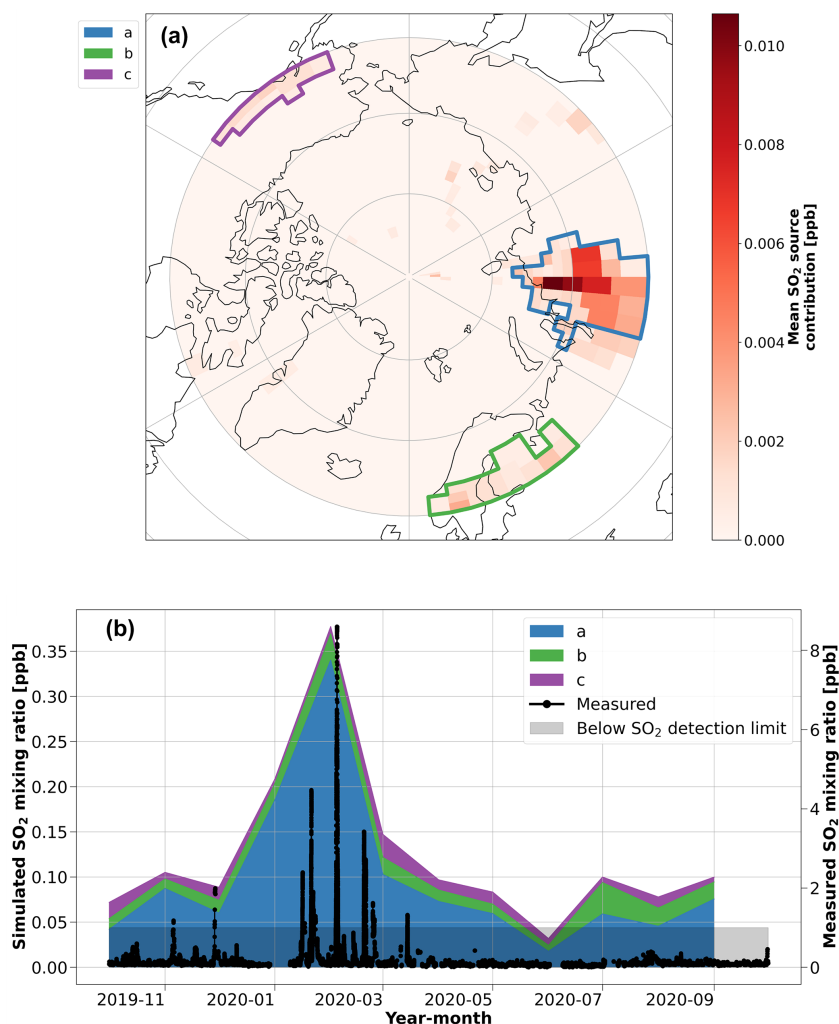 a
b
c
(a)
0.010
0.008
0.006
0.004
0.002
0.000
Mean SO₂ source
contribution [ppb]
(b)
a
b
c
Measured
Below SO₂ detection limit
0.35
0.30
0.25
0.20
0.15
0.10
0.05
0.00
Simulated SO₂ mixing ratio [ppb]
8
6
4
2
0
Measured SO₂ mixing ratio [ppb]
2019-11
2020-01
2020-03
2020-05
2020-07
2020-09
Year-month